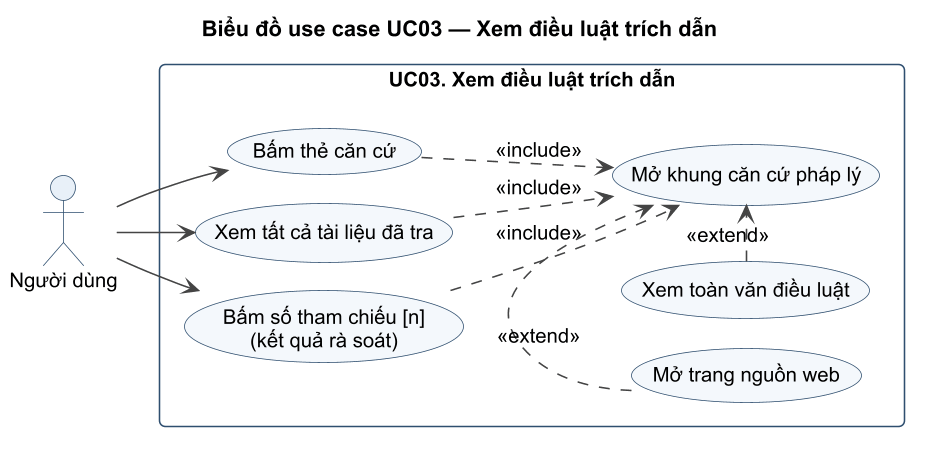 Biểu đồ use case UC03 — Xem điều luật trích dẫn
UC03. Xem điều luật trích dẫn
Bấm thẻ căn cứ
«include»
Mở khung căn cứ pháp lý
«include»
Xem tất cả tài liệu đã tra
«include»
«extend»
Người dùng
Xem toàn văn điều luật
Bấm số tham chiếu [n]
(kết quả rà soát)
«extend»
Mở trang nguồn web